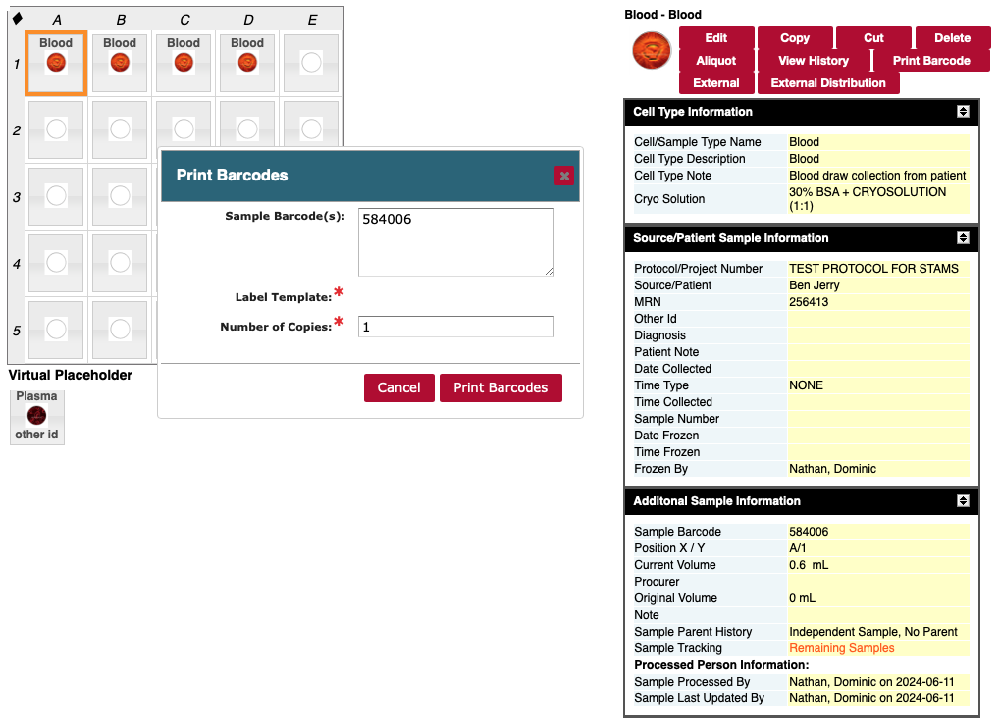 ♦ A B C D E
1 Blood Blood Blood Blood
2
3
4
5
Virtual Placeholder
Plasma
other id
Print Barcodes
Sample Barcode(s): 584006
Label Template:*
Number of Copies:* 1
Cancel Print Barcodes
Blood - Blood
Edit Copy Cut Delete
Aliquot View History Print Barcode
External External Distribution
Cell Type Information
Cell/Sample Type Name Blood
Cell Type Description Blood
Cell Type Note Blood draw collection from patient
Cryo Solution 30% BSA + CRYOSOLUTION
(1:1)
Source/Patient Sample Information
Protocol/Project Number TEST PROTOCOL FOR STAMS
Source/Patient Ben Jerry
MRN 256413
Other Id
Diagnosis
Patient Note
Date Collected
Time Type NONE
Time Collected
Sample Number
Date Frozen
Time Frozen
Frozen By Nathan, Dominic
Additonal Sample Information
Sample Barcode 584006
Position X / Y A/1
Current Volume 0.6 mL
Procurer
Original Volume 0 mL
Note
Sample Parent History Independent Sample, No Parent
Sample Tracking Remaining Samples
Processed Person Information:
Sample Processed By Nathan, Dominic on 2024-06-11
Sample Last Updated By Nathan, Dominic on 2024-06-11